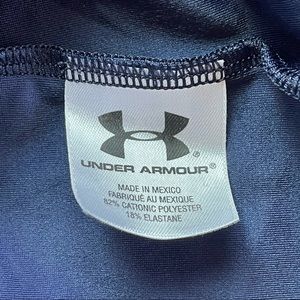 UNDER ARMOUR®
MADE IN MEXICO
FABRIQUÉ AU MEXIQUE
82% CATIONIC POLYESTER
18% ELASTANE